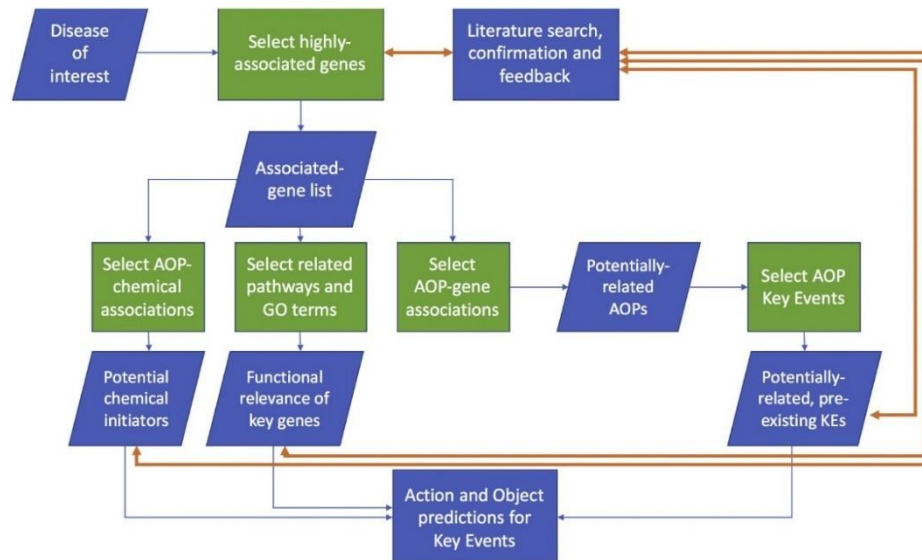 Disease
of
interest
Select highly-
associated genes
Literature search,
confirmation and
feedback
Associated-
gene list
Select AOP-
chemical
associations
Select related
pathways and
GO terms
Select
AOP-gene
associations
Potentially-
related
AOPs
Select AOP
Key Events
Potential
chemical
initiators
Functional
relevance of
key genes
Potentially-
related, pre-
existing KEs
Action and Object
predictions for
Key Events